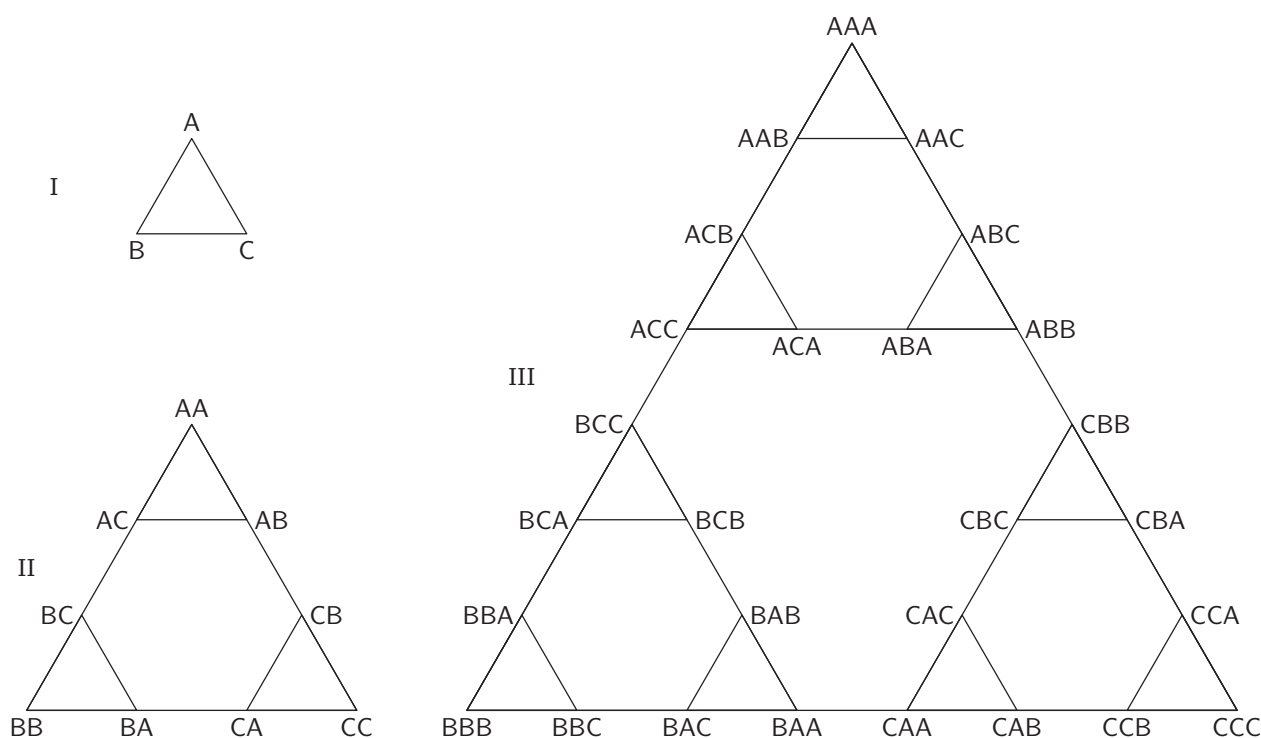 AAA
A
AAB AAC
I
B C
ACB ABC
ACC ACA ABA ABB
III
AA
BCC CBB
AC AB
BCA BCB CBC CBA
II
BC CB
BBA BAB CAC CCA
BB BA CA CC BBB BBC BAC BAA CAA CAB CCB CCC